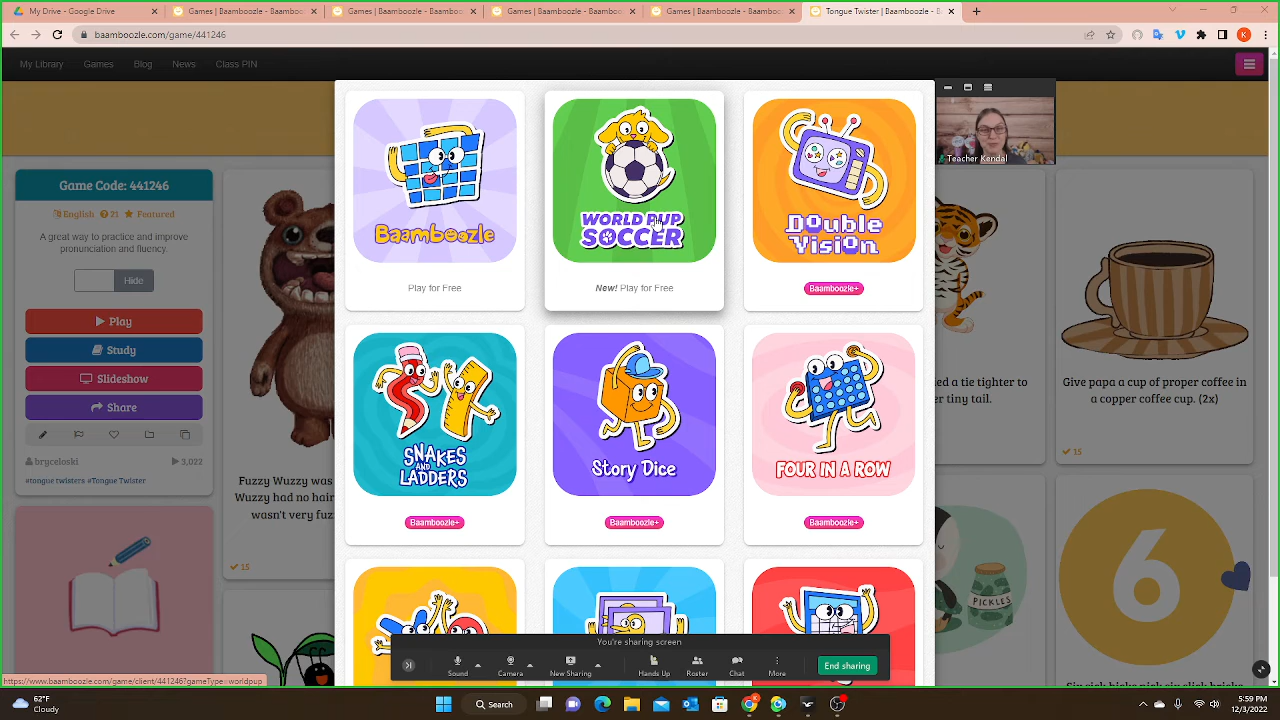 My Drive - Google Drive
Games | Baamboozle - Baamboo
Games | Baamboozle - Baamboo
Games | Baamboozle - Baamboo
Games | Baamboozle - Baamboo
Tongue Twister | Baamboozle - B
baamboozle.com/game/441246
K
My Library
Games
Blog
News
Class PIN
Game Code: 441246
English 21 Featured
A great way to practice and improve
pronunciation and fluency.
Hide
Play
Study
Slideshow
Share
bryceloski
3,022
#tongue twisters #Tongue Twister
Fuzzy Wuzzy was
Wuzzy had no hair
wasn't very fuz
15
Baamboozle
Play for Free
WORLD PUP
SOCCER
New! Play for Free
DOuble
VisiOn
Baamboozle+
SNAKES
AND
LADDERS
Baamboozle+
Story Dice
Baamboozle+
FOUR IN A ROW
Baamboozle+
Teacher Kendal
ed a tie tighter to
er tiny tail.
Give papa a cup of proper coffee
in a copper coffee cup. (2x)
15
PICKLES
6
You're sharing screen
Sound
Camera
New Sharing
Hands Up
Roster
Chat
More
End sharing
https://www.baamboozle.com/game/client/441246?gameType=worldpup
62°F
Cloudy
Search
5:59 PM
12/3/2022